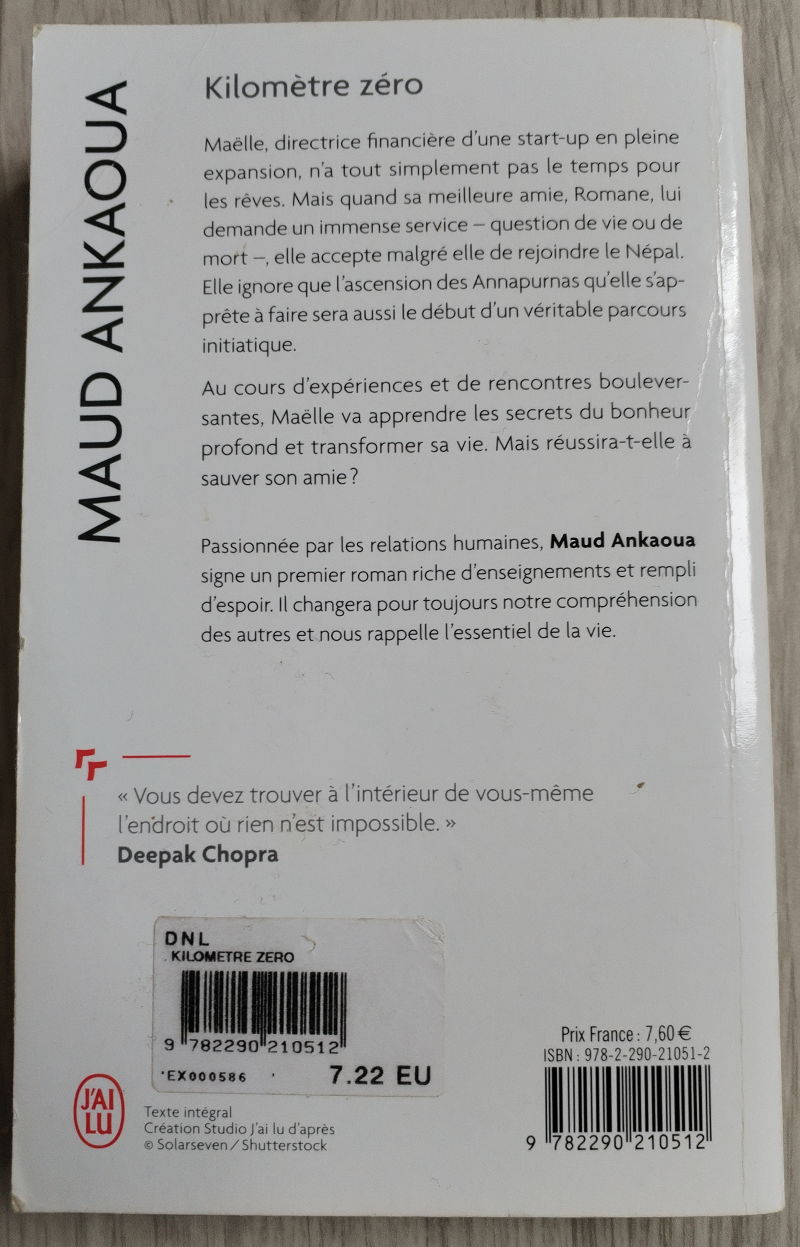 MAUD ANKAOUA
Kilomètre zéro
Maëlle, directrice financière d'une start-up en pleine
expansion, n'a tout simplement pas le temps pour
les rêves. Mais quand sa meilleure amie, Romane, lui
demande un immense service – question de vie ou de
mort –, elle accepte malgré elle de rejoindre le Népal.
Elle ignore que l'ascension des Annapurnas qu'elle s'ap-
prête à faire sera aussi le début d'un véritable parcours
initiatique.
Au cours d'expériences et de rencontres boulever-
santes, Maëlle va apprendre les secrets du bonheur
profond et transformer sa vie. Mais réussira-t-elle à
sauver son amie ?
Passionnée par les relations humaines, Maud Ankaoua
signe un premier roman riche d'enseignements et rempli
d'espoir. Il changera pour toujours notre compréhension
des autres et nous rappelle l'essentiel de la vie.
« Vous devez trouver à l'intérieur de vous-même
l'endroit où rien n'est impossible. »
Deepak Chopra
DNL
. KILOMETRE ZERO
9 782290 210512
'EX000586 '
7.22 EU
J'AI
LU
Texte intégral
Création Studio J'ai lu d'après
© Solarseven / Shutterstock
Prix France : 7,60 €
ISBN : 978-2-290-21051-2
9 782290 210512